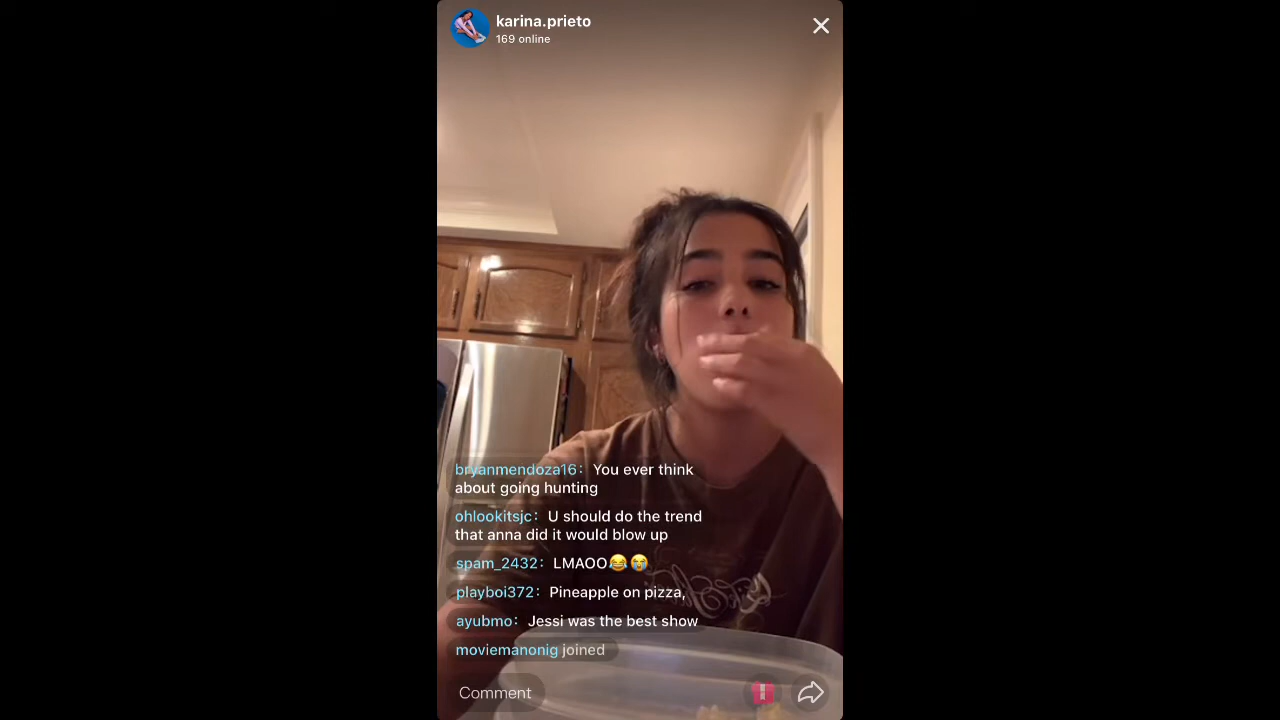 karina.prieto
169 online
bryanmendoza16: You ever think
about going hunting
ohlookitsjc: U should do the trend
that anna did it would blow up
spam_2432: LMAOO😂😭
playboi372: Pineapple on pizza,
ayubmo: Jessi was the best show
moviemanonig joined
Comment